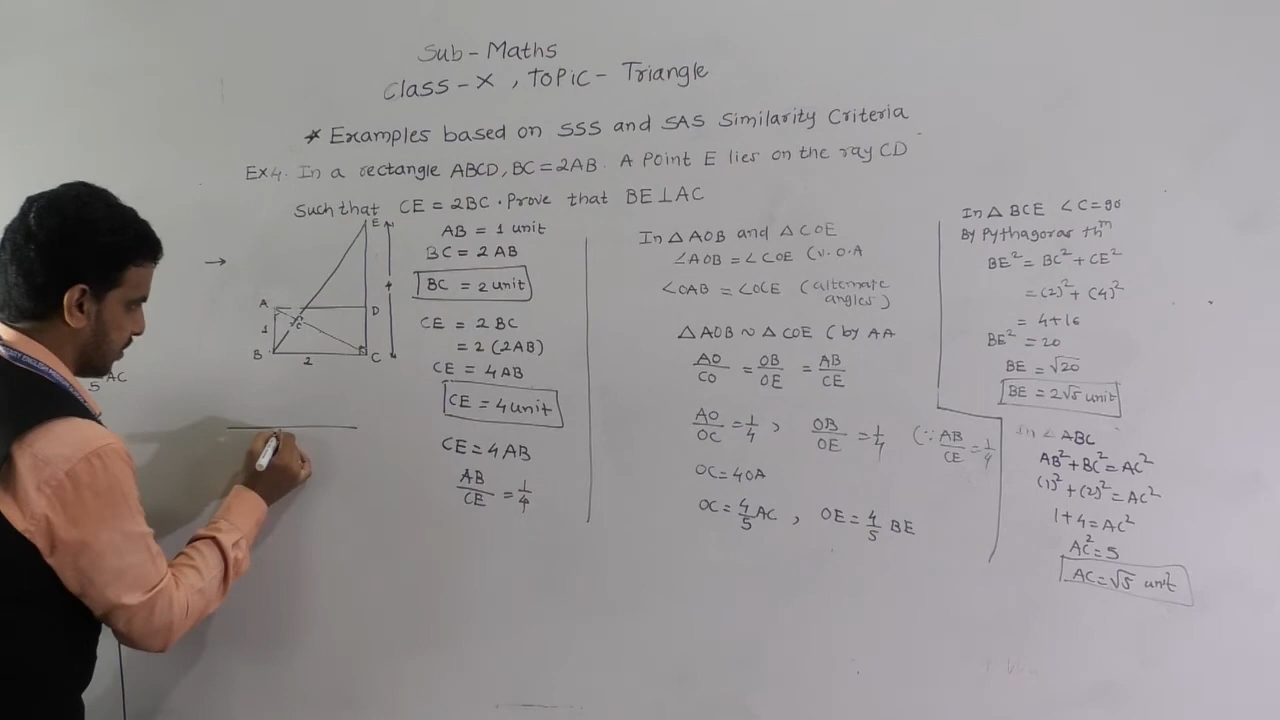 Sub - Maths
Class - X , Topic - Triangle
* Examples based on SSS and SAS Similarity Criteria
Ex4. In a rectangle ABCD, BC = 2AB. A Point E lies on the ray CD
Such that CE = 2BC. Prove that BE ⊥ AC
→
E
A
D
1
4
B
2
C
5 AC
AB = 1 unit
BC = 2 AB
BC = 2 unit
CE = 2 BC
= 2 (2AB)
CE = 4 AB
CE = 4 unit
CE = 4 AB
AB/CE = 1/4
In △ AOB and △ COE
∠AOB = ∠COE (V.O.A
∠OAB = ∠OCE (alternate angles)
△ AOB ~ △ COE (by AA
AO/CO = OB/OE = AB/CE
AO/OC = 1/4 , OB/OE = 1/4 (∵ AB/CE = 1/4
OC = 4OA
OC = 4/5 AC , OE = 4/5 BE
In △ BCE ∠C = 90
By Pythagoras thm
BE² = BC² + CE²
= (2)² + (4)²
= 4 + 16
BE² = 20
BE = √20
BE = 2√5 unit
In △ ABC
AB² + BC² = AC²
(1)² + (2)² = AC²
1 + 4 = AC²
AC² = 5
AC = √5 unit